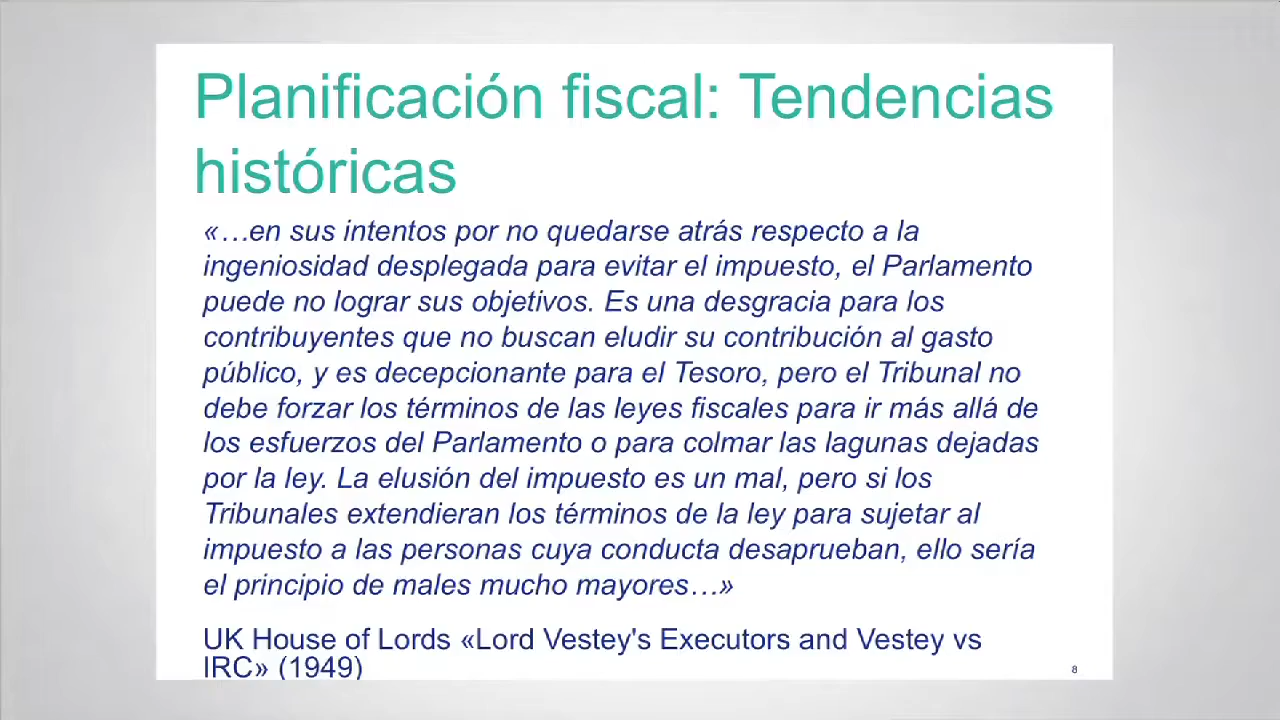 Planificación fiscal: Tendencias
históricas
«…en sus intentos por no quedarse atrás respecto a la
ingeniosidad desplegada para evitar el impuesto, el Parlamento
puede no lograr sus objetivos. Es una desgracia para los
contribuyentes que no buscan eludir su contribución al gasto
público, y es decepcionante para el Tesoro, pero el Tribunal no
debe forzar los términos de las leyes fiscales para ir más allá de
los esfuerzos del Parlamento o para colmar las lagunas dejadas
por la ley. La elusión del impuesto es un mal, pero si los
Tribunales extendieran los términos de la ley para sujetar al
impuesto a las personas cuya conducta desaprueban, ello sería
el principio de males mucho mayores…»
UK House of Lords «Lord Vestey's Executors and Vestey vs
IRC» (1949)
8